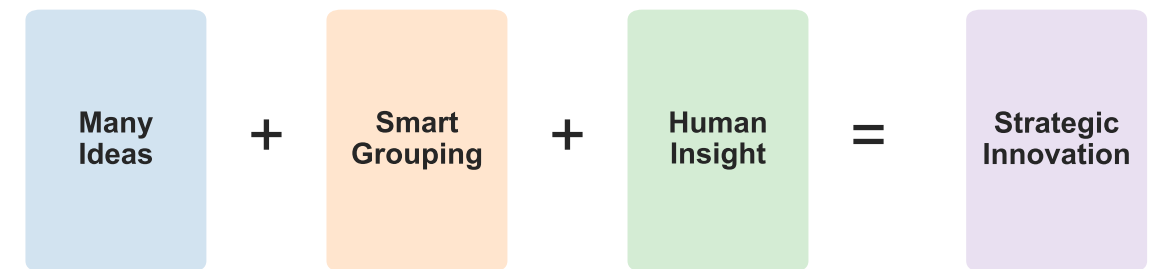 Many
Ideas
+
Smart
Grouping
+
Human
Insight
=
Strategic
Innovation